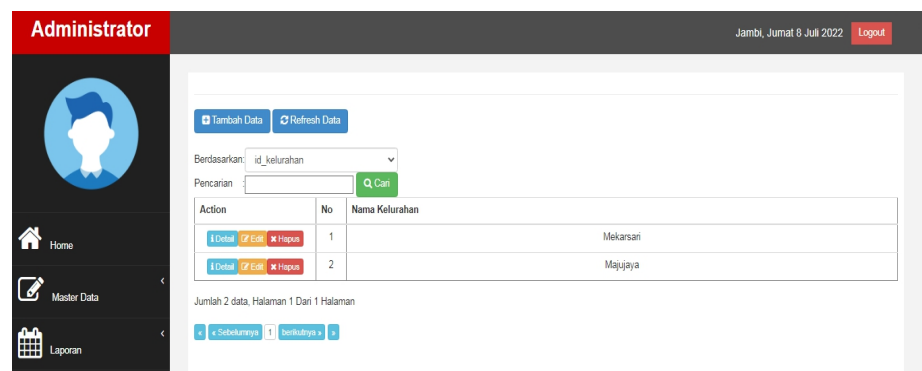 Administrator
Jambi, Jumat 8 Juli 2022 Logout
Tambah Data Refresh Data
Berdasarkan: id_kelurahan
Pencarian : Cari
Action No Nama Kelurahan
Detail Edit Hapus 1 Mekarsari
Detail Edit Hapus 2 Majujaya
Jumlah 2 data, Halaman 1 Dari 1 Halaman
« « Sebelumnya 1 berikutnya » »
Home
Master Data
Laporan